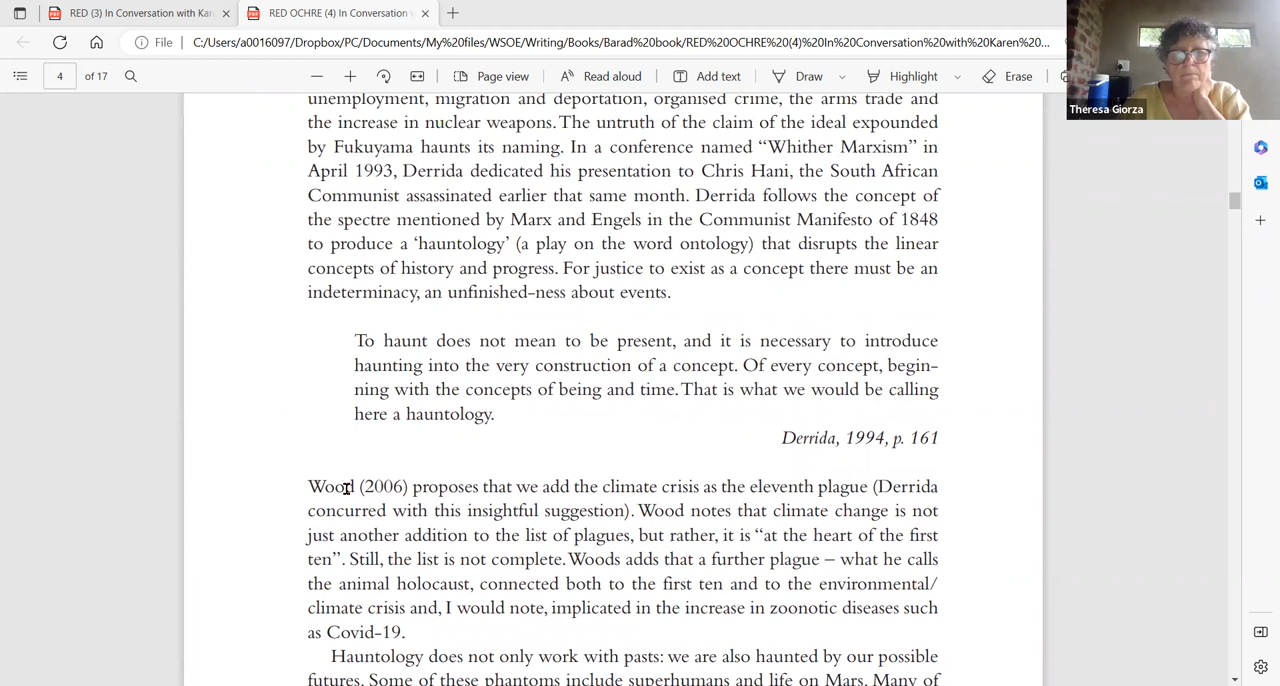 RED (3) In Conversation with Kar
RED OCHRE (4) In Conversation
File
C:/Users/a0016097/Dropbox/PC/Documents/My%20files/WSOE/Writing/Books/Barad%20book/RED%20OCHRE%20(4)%20In%20Conversation%20with%20Karen%20...
4 of 17
Page view
Read aloud
Add text
Draw
Highlight
Erase
Theresa Giorza
unemployment, migration and deportation, organised crime, the arms trade and
the increase in nuclear weapons. The untruth of the claim of the ideal expounded
by Fukuyama haunts its naming. In a conference named “Whither Marxism” in
April 1993, Derrida dedicated his presentation to Chris Hani, the South African
Communist assassinated earlier that same month. Derrida follows the concept of
the spectre mentioned by Marx and Engels in the Communist Manifesto of 1848
to produce a ‘hauntology’ (a play on the word ontology) that disrupts the linear
concepts of history and progress. For justice to exist as a concept there must be an
indeterminacy, an unfinished-ness about events.
To haunt does not mean to be present, and it is necessary to introduce
haunting into the very construction of a concept. Of every concept, begin-
ning with the concepts of being and time. That is what we would be calling
here a hauntology.
Derrida, 1994, p. 161
Wood (2006) proposes that we add the climate crisis as the eleventh plague (Derrida
concurred with this insightful suggestion). Wood notes that climate change is not
just another addition to the list of plagues, but rather, it is “at the heart of the first
ten”. Still, the list is not complete. Woods adds that a further plague – what he calls
the animal holocaust, connected both to the first ten and to the environmental/
climate crisis and, I would note, implicated in the increase in zoonotic diseases such
as Covid-19.
Hauntology does not only work with pasts: we are also haunted by our possible
futures. Some of these phantoms include superhumans and life on Mars. Many of